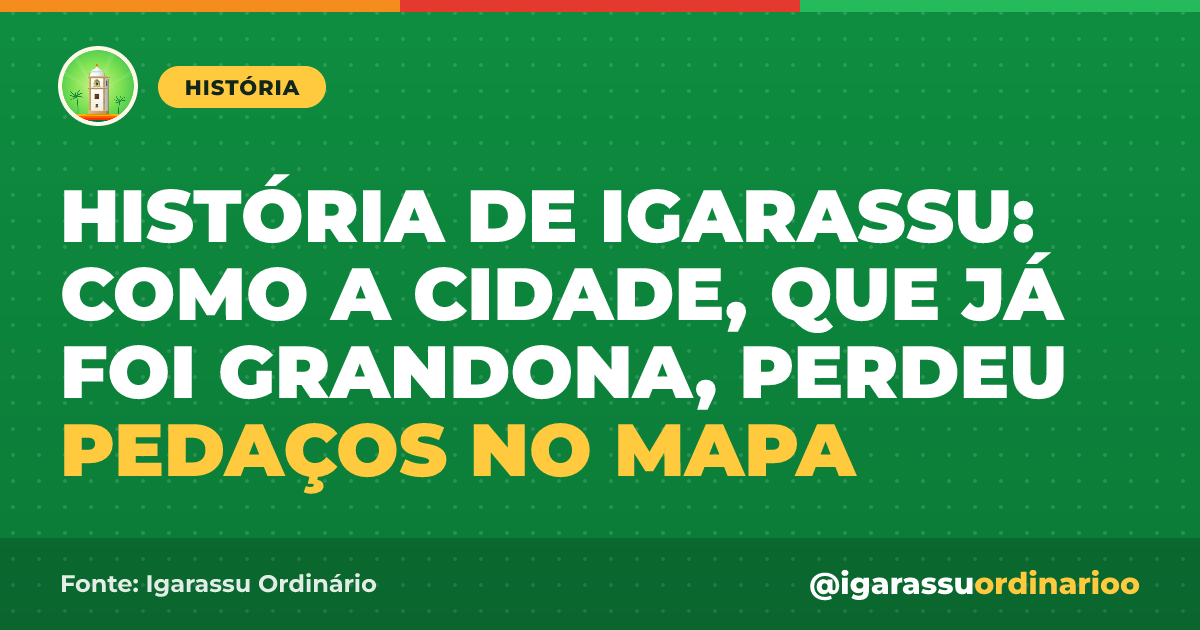 HISTÓRIA
HISTÓRIA DE IGARASSU:
COMO A CIDADE, QUE JÁ
FOI GRANDONA, PERDEU
PEDAÇOS NO MAPA
Fonte: Igarassu Ordinário
@igarassuordinarioo